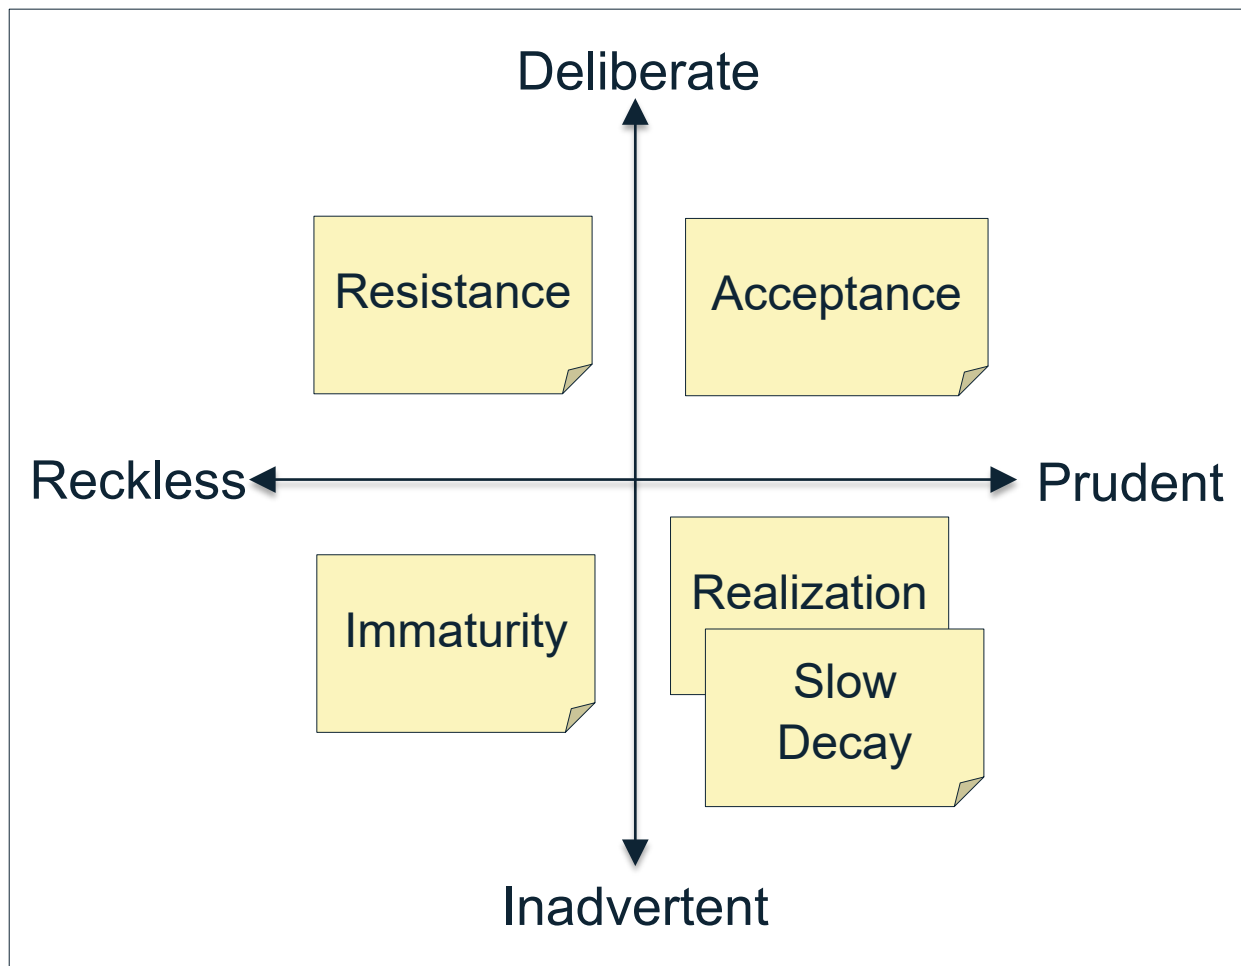 Deliberate
Resistance
Acceptance
Reckless
Prudent
Immaturity
Realization
Slow
Decay
Inadvertent